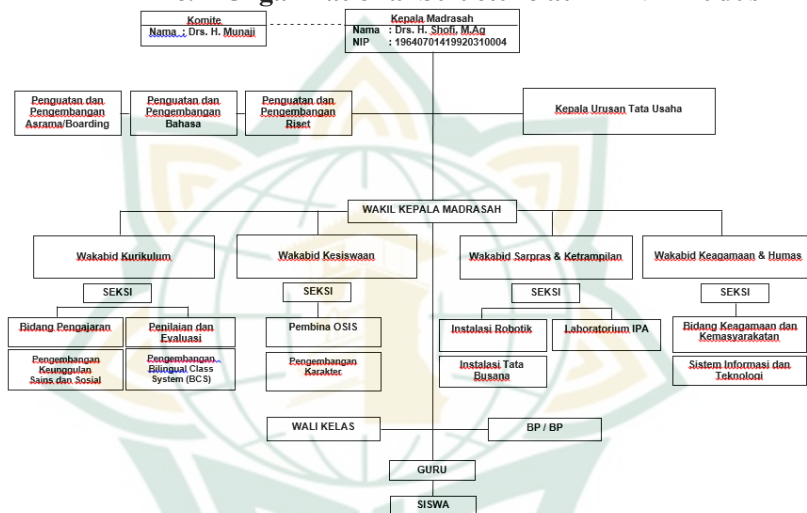 Komite
Nama : Drs. H. Munaji
Kepala Madrasah
Nama : Drs. H. Shofi, M.Ag
NIP : 19640701419920310004
Penguatan dan
Pengembangan
Asrama/Boarding
Penguatan dan
Pengembangan
Bahasa
Penguatan dan
Pengembangan
Riset
Kepala Urusan Tata Usaha
WAKIL KEPALA MADRASAH
Wakabid Kurikulum
Wakabid Kesiswaan
Wakabid Sarpras & Ketrampilan
Wakabid Keagamaan & Humas
SEKSI
SEKSI
SEKSI
SEKSI
Bidang Pengajaran
Penilaian dan
Evaluasi
Pembina OSIS
Instalasi Robotik
Laboratorium IPA
Bidang Keagamaan dan
Kemasyarakatan
Pengembangan
Keunggulan
Sains dan Sosial
Pengembangan
Bilingual Class
System (BCS)
Pengembangan
Karakter
Instalasi Tata
Busana
Sistem Informasi dan
Teknologi
WALI KELAS
BP / BP
GURU
SISWA